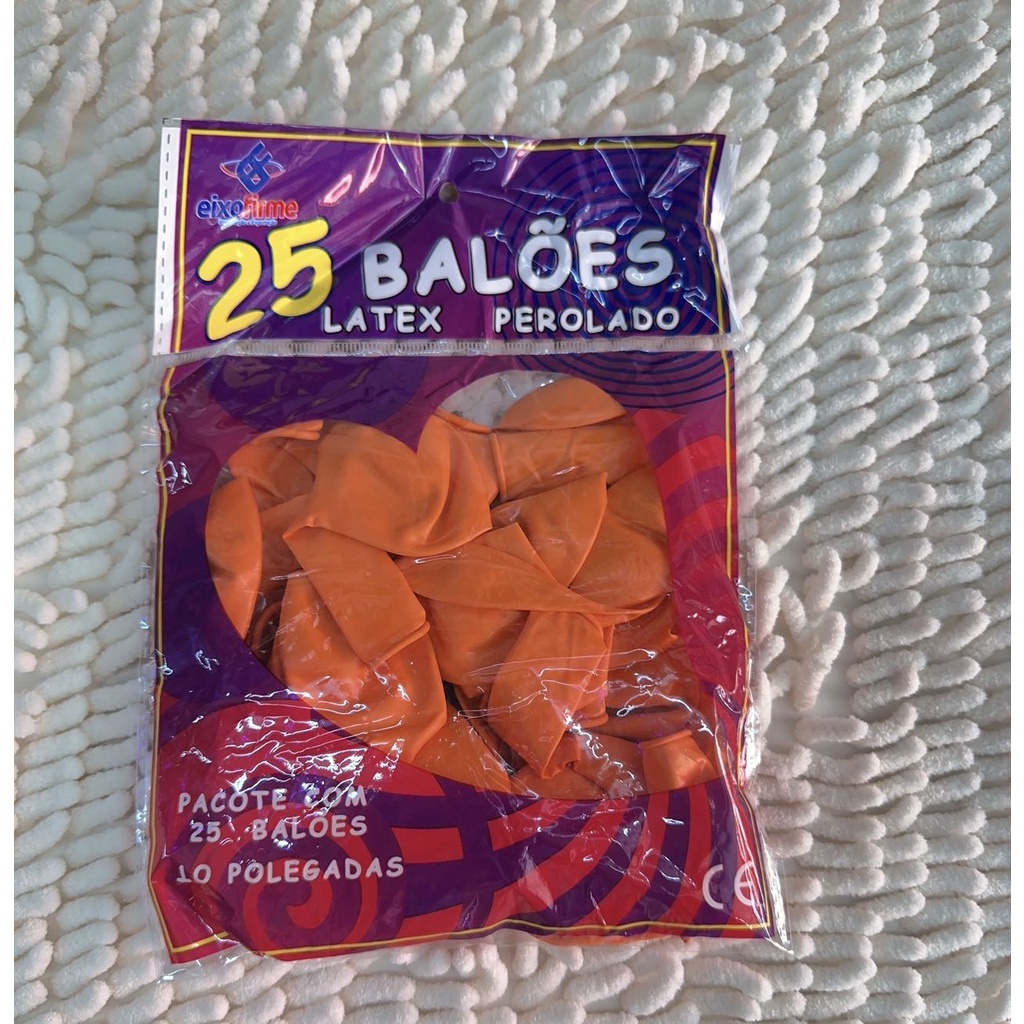 eixofirme
25 BALÕES
LATEX PEROLADO
PACOTE COM
25 BALOES
10 POLEGADAS
CE